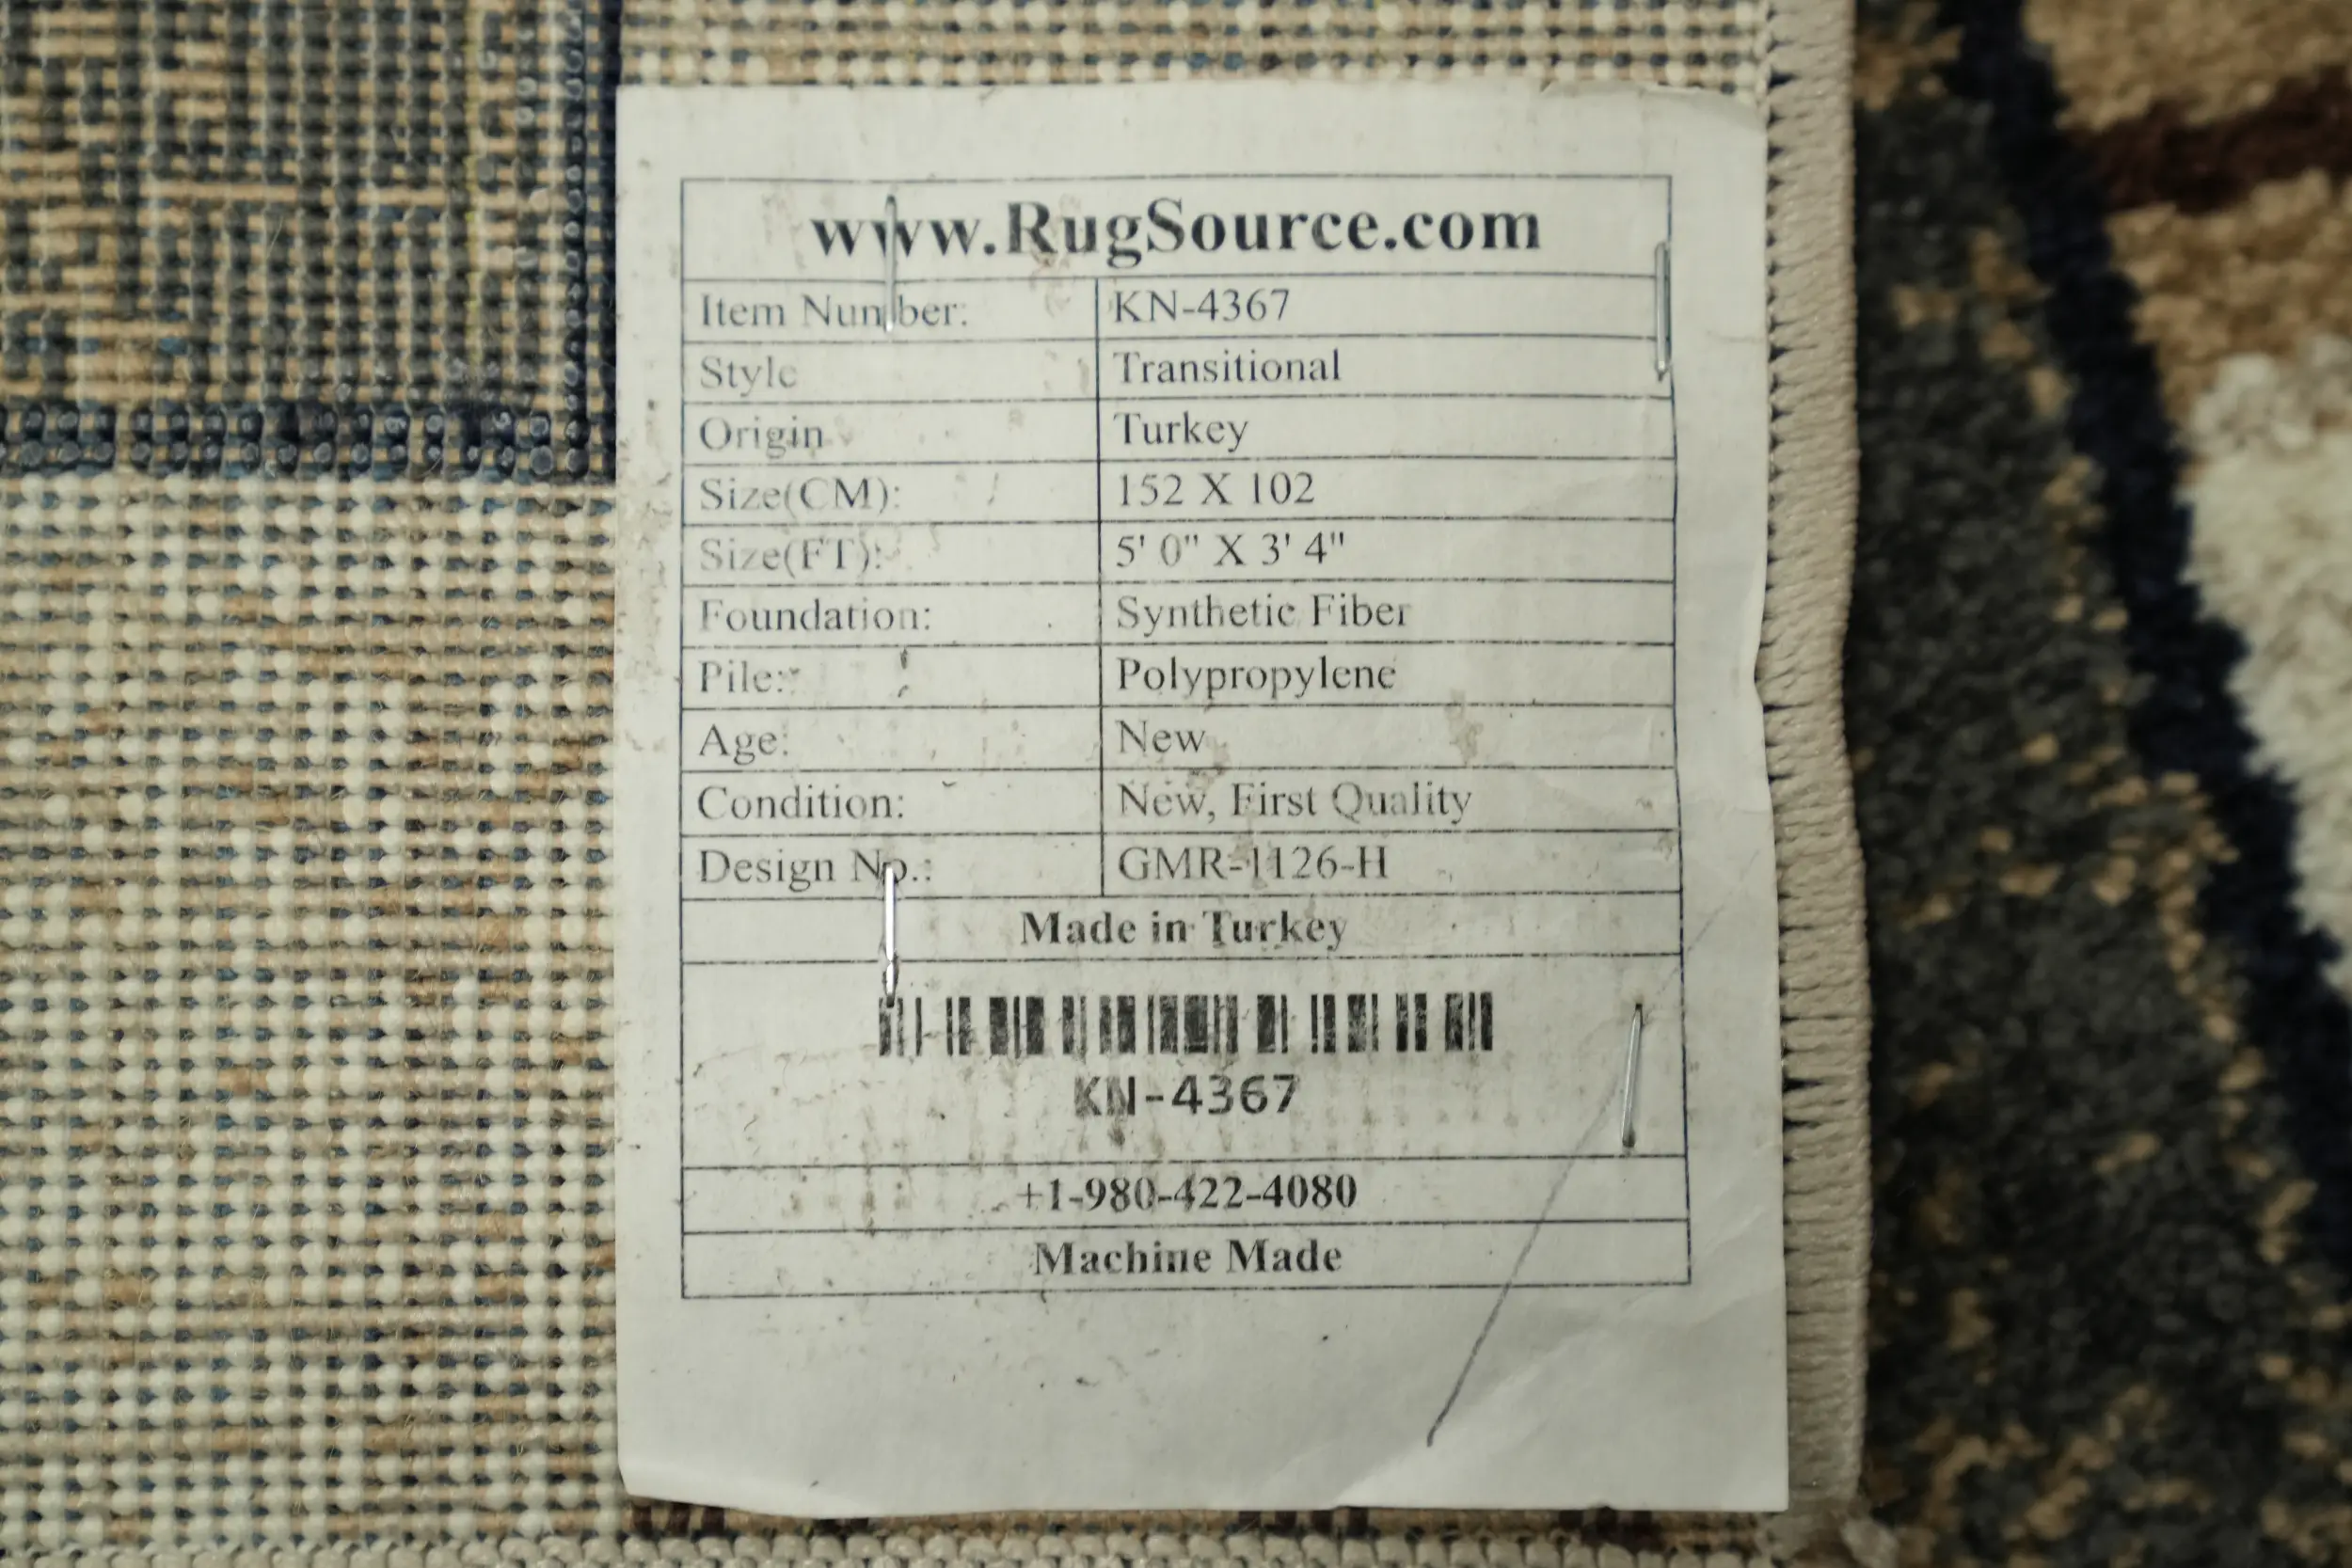 www.RugSource.com
Item Number: KN-4367
Style Transitional
Origin Turkey
Size(CM): 152 X 102
Size(FT): 5' 0" X 3' 4"
Foundation: Synthetic Fiber
Pile: Polypropylene
Age: New
Condition: New, First Quality
Design No.: GMR-1126-H
Made in Turkey
KN-4367
+1-980-422-4080
Machine Made